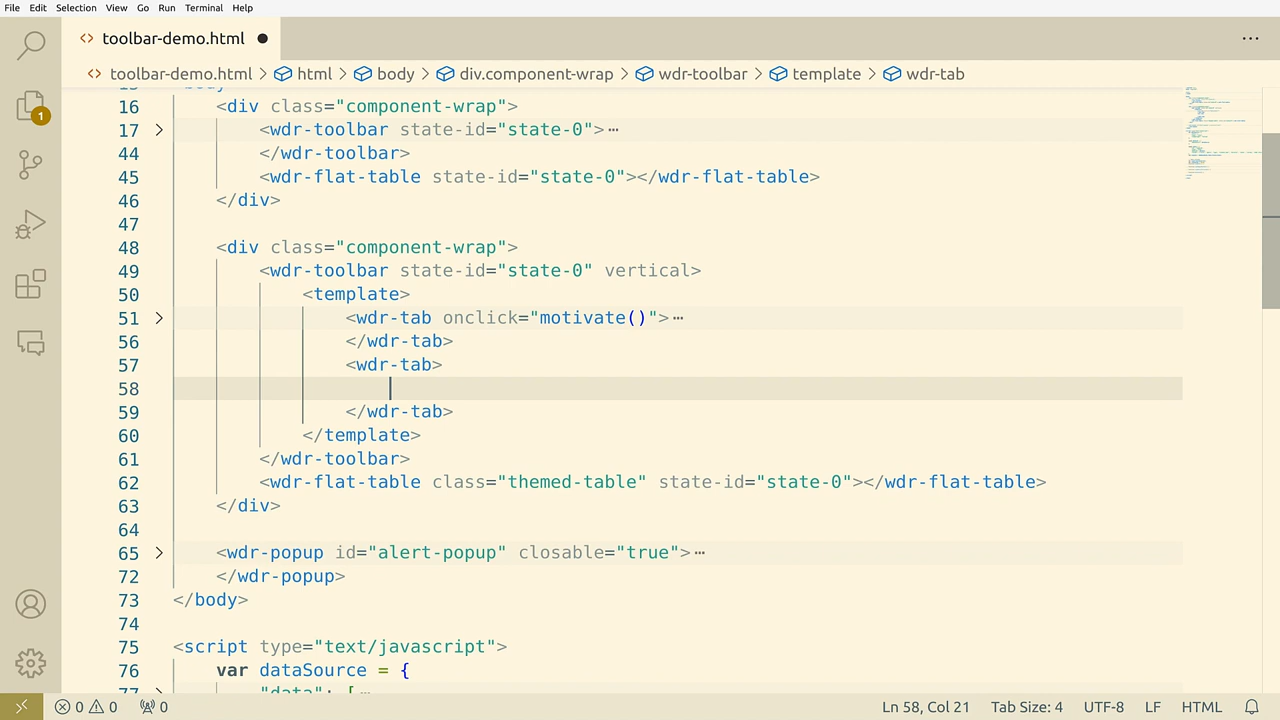 File Edit Selection View Go Run Terminal Help
toolbar-demo.html
toolbar-demo.html > html > body > div.component-wrap > wdr-toolbar > template > wdr-tab
1
16 <div class="component-wrap">
17 <wdr-toolbar state-id="state-0">…
44 </wdr-toolbar>
45 <wdr-flat-table state-id="state-0"></wdr-flat-table>
46 </div>
47
48 <div class="component-wrap">
49 <wdr-toolbar state-id="state-0" vertical>
50 <template>
51 <wdr-tab onclick="motivate()">…
56 </wdr-tab>
57 <wdr-tab>
58
59 </wdr-tab>
60 </template>
61 </wdr-toolbar>
62 <wdr-flat-table class="themed-table" state-id="state-0"></wdr-flat-table>
63 </div>
64
65 <wdr-popup id="alert-popup" closable="true">…
72 </wdr-popup>
73 </body>
74
75 <script type="text/javascript">
76 var dataSource = {
77 "data": […
0 0 0 Ln 58, Col 21 Tab Size: 4 UTF-8 LF HTML